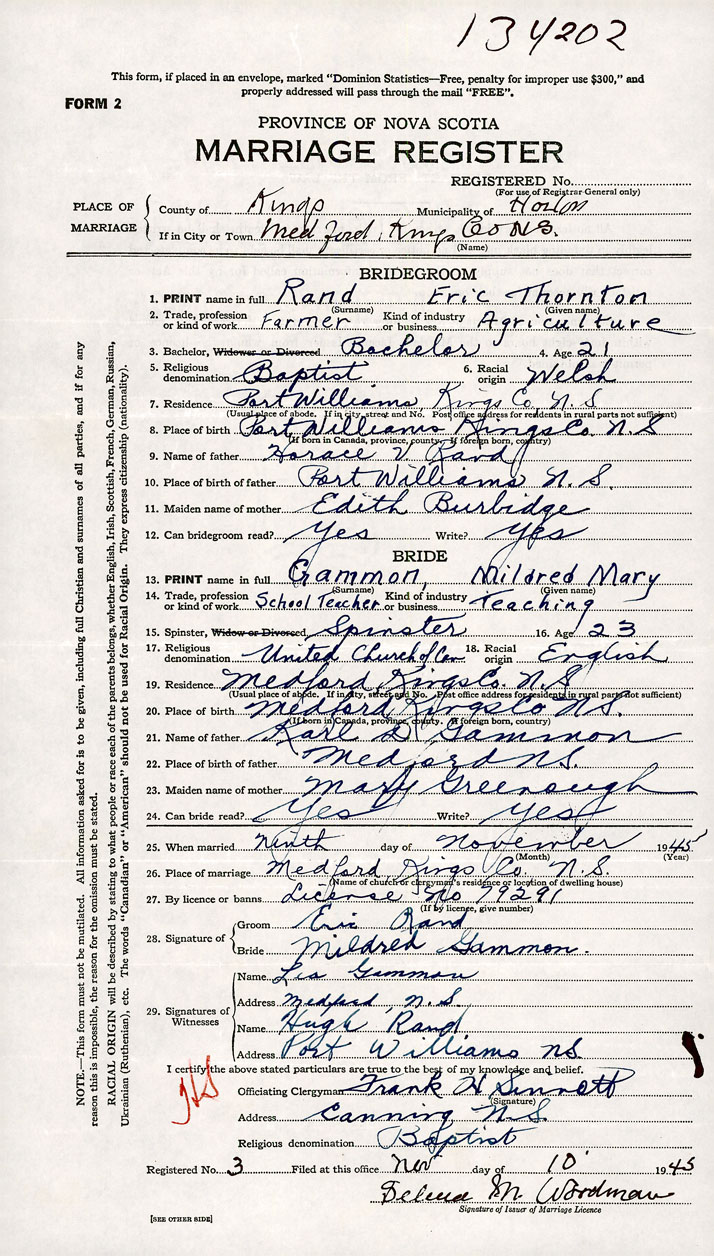 134202
This form, if placed in an envelope, marked "Dominion Statistics—Free, penalty for improper use $300," and
properly addressed will pass through the mail "FREE".
FORM 2
PROVINCE OF NOVA SCOTIA
MARRIAGE REGISTER
REGISTERED No.
(For use of Registrar-General only)
PLACE OF MARRIAGE
County of Kings Municipality of Horton
If in City or Town Medford, Kings Co N.S.
(Name)
BRIDEGROOM
1. PRINT name in full Rand Eric Thornton
(Surname) (Given name)
2. Trade, profession or kind of work Farmer Kind of industry or business Agriculture
3. Bachelor, Widower or Divorced Bachelor 4. Age 21
5. Religious denomination Baptist 6. Racial origin Welsh
7. Residence Port Williams Kings Co. N.S
(Usual place of abode. If in city, street and No. Post office address for residents in rural parts not sufficient)
8. Place of birth Port Williams Kings Co. N.S
(If born in Canada, province, county. If foreign born, country)
9. Name of father Horace V Rand
10. Place of birth of father Port Williams N.S.
11. Maiden name of mother Edith Burbidge
12. Can bridegroom read? Yes Write? Yes
BRIDE
13. PRINT name in full Gammon, Mildred Mary
(Surname) (Given name)
14. Trade, profession or kind of work School Teacher Kind of industry or business Teaching
15. Spinster, Widow or Divorced Spinster 16. Age 23
17. Religious denomination United Church of Can 18. Racial origin English
19. Residence Medford Kings Co. N.S
(Usual place of abode. If in city, street and No. Post office address for residents in rural parts not sufficient)
20. Place of birth Medford Kings Co N.S.
(If born in Canada, province, county. If foreign born, country)
21. Name of father Karl D. Gammon
22. Place of birth of father Medford N.S.
23. Maiden name of mother Mary Greenough
24. Can bride read? Yes Write? Yes
25. When married ninth day of November 1945
(Month) (Year)
26. Place of marriage Medford Kings Co. N.S.
(Name of church or clergyman's residence or location of dwelling house)
27. By licence or banns License No 79291
(If by licence, give number)
28. Signature of
Groom Eric Rand
Bride Mildred Gammon.
29. Signatures of Witnesses
Name Gammon
Address Medford, N.S.
Name Hugh Rand
Address Port Williams NS
I certify the above stated particulars are true to the best of my knowledge and belief.
Officiating Clergyman Frank H Sinnett
(Signature)
Address Canning N.S.
Religious denomination Baptist
Registered No. 3 Filed at this office Nov day of 10 1945
M. Wordman
Signature of Issuer of Marriage Licence
[SEE OTHER SIDE]
NOTE.—This form must not be mutilated. All information asked for is to be given, including full Christian and surnames of all parties, and if for any
reason this is impossible, the reason for the omission must be stated.
RACIAL ORIGIN will be described by stating to what people or race each of the parents belongs, whether English, Irish, Scottish, French, German, Russian,
Ukrainian (Ruthenian), etc. The words "Canadian" or "American" should not be used for Racial Origin. They express citizenship (nationality).